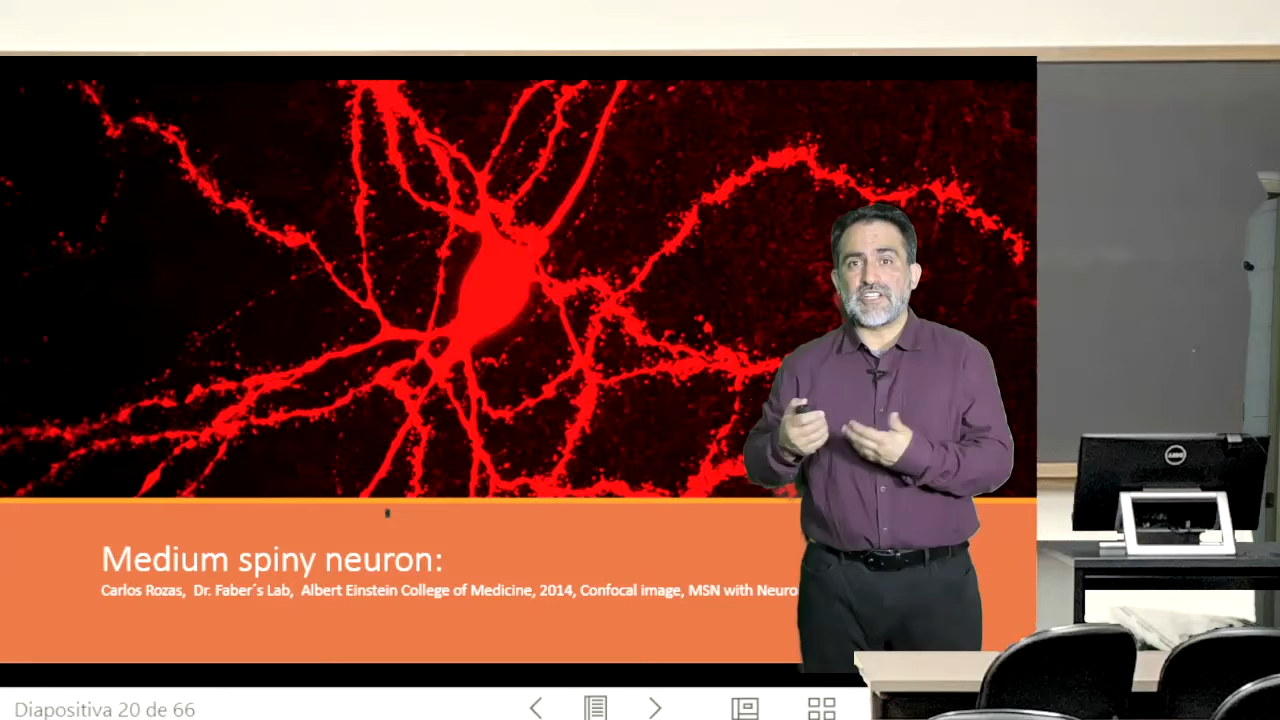 Medium spiny neuron:
Carlos Rozas, Dr. Faber´s Lab, Albert Einstein College of Medicine, 2014, Confocal image, MSN with Neuro
DELL
Diapositiva 20 de 66